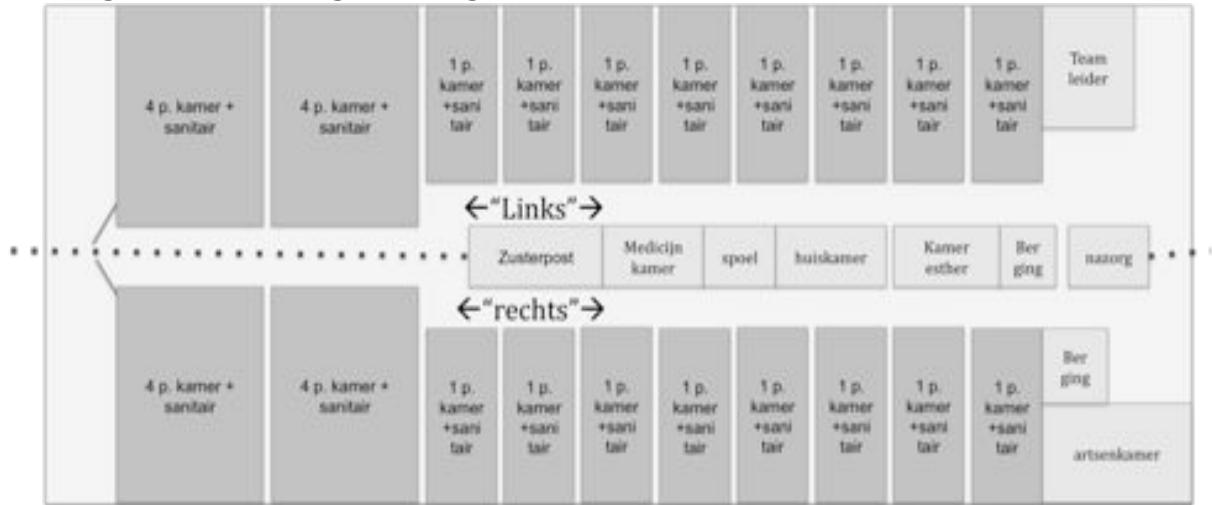 4 p. kamer +
sanitair
4 p. kamer +
sanitair
1 p.
kamer
+sani
tair
1 p.
kamer
+sani
tair
1 p.
kamer
+sani
tair
1 p.
kamer
+sani
tair
1 p.
kamer
+sani
tair
1 p.
kamer
+sani
tair
1 p.
kamer
+sani
tair
1 p.
kamer
+sani
tair
Team
leider
←"Links"→
Zusterpost
Medicijn
kamer
spoel
huiskamer
Kamer
esther
Ber
ging
nazorg
←"rechts"→
4 p. kamer +
sanitair
4 p. kamer +
sanitair
1 p.
kamer
+sani
tair
1 p.
kamer
+sani
tair
1 p.
kamer
+sani
tair
1 p.
kamer
+sani
tair
1 p.
kamer
+sani
tair
1 p.
kamer
+sani
tair
1 p.
kamer
+sani
tair
1 p.
kamer
+sani
tair
Ber
ging
artsenkamer